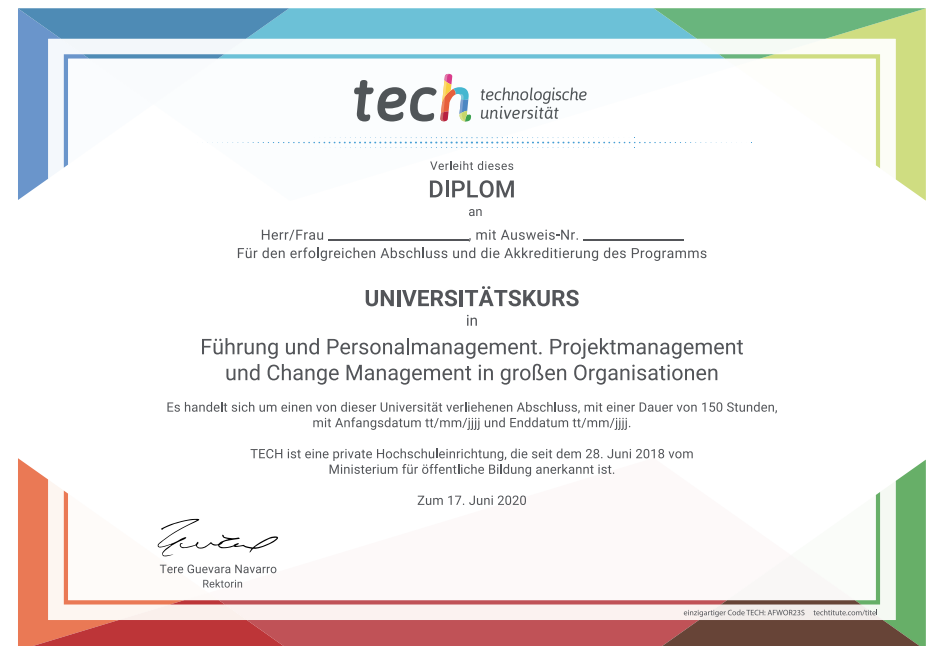 tech technologische
universität
Verleiht dieses
DIPLOM
an
Herr/Frau ____________, mit Ausweis-Nr. ____________
Für den erfolgreichen Abschluss und die Akkreditierung des Programms
UNIVERSITÄTSKURS
in
Führung und Personalmanagement. Projektmanagement
und Change Management in großen Organisationen
Es handelt sich um einen von dieser Universität verliehenen Abschluss, mit einer Dauer von 150 Stunden,
mit Anfangsdatum tt/mm/jjjj und Enddatum tt/mm/jjjj.
TECH ist eine private Hochschuleinrichtung, die seit dem 28. Juni 2018 vom
Ministerium für öffentliche Bildung anerkannt ist.
Zum 17. Juni 2020
Tere Guevara Navarro
Rektorin
einzigartiger Code TECH: AFWOR23S techtitute.com/titel